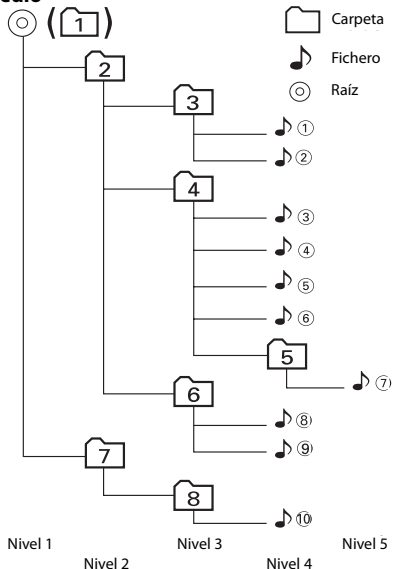 ( 1 )
Carpeta
2
Fichero
Raíz
3
①
②
4
③
④
⑤
⑥
5
⑦
6
⑧
⑨
7
8
⑩
Nivel 1
Nivel 2
Nivel 3
Nivel 4
Nivel 5